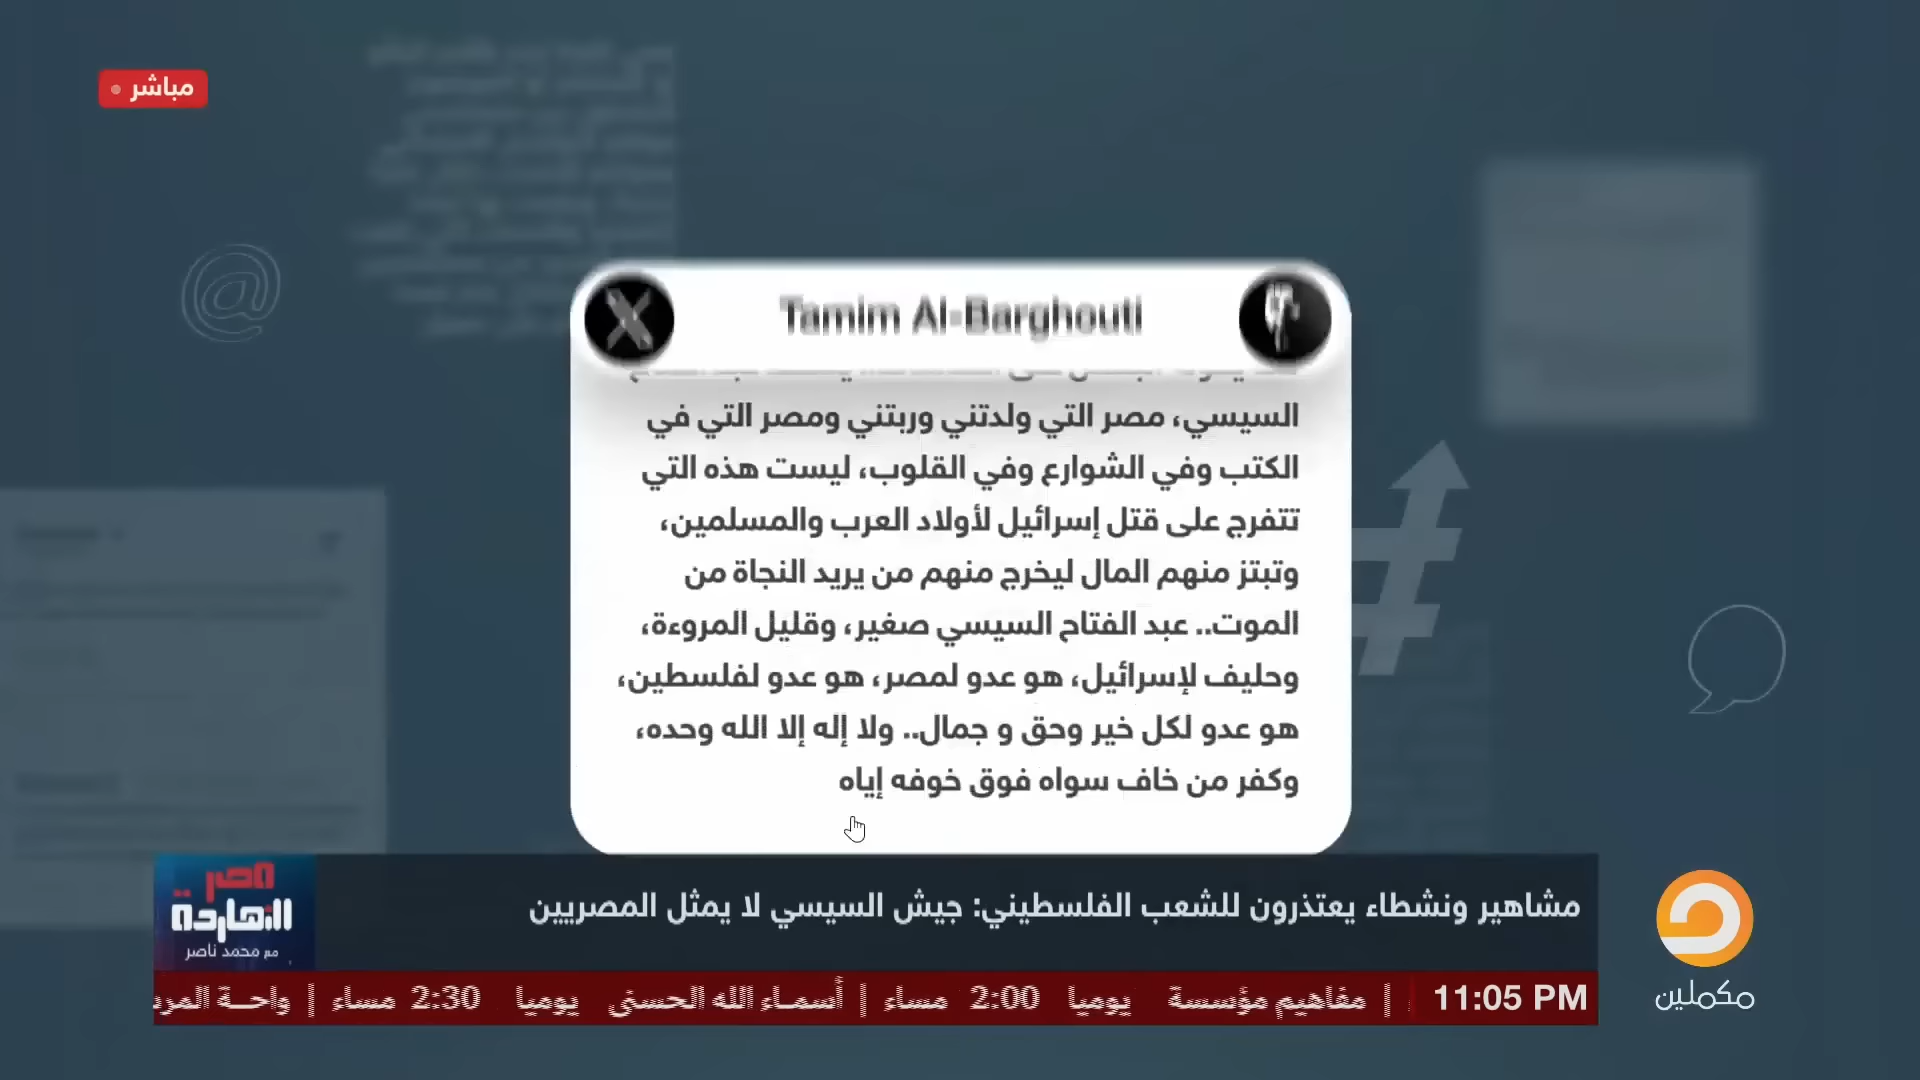 مباشر
Tamim Al-Barghouti
السيسي، مصر التي ولدتني وربتني ومصر التي في
الكتب وفي الشوارع وفي القلوب، ليست هذه التي
تتفرج على قتل إسرائيل لأولاد العرب والمسلمين،
وتبتز منهم المال ليخرج منهم من يريد النجاة من
الموت.. عبد الفتاح السيسي صغير، وقليل المروءة،
وحليف لإسرائيل، هو عدو لمصر، هو عدو لفلسطين،
هو عدو لكل خير وحق و جمال.. ولا إله إلا الله وحده،
وكفر من خاف سواه فوق خوفه إياه
مصر
النهاردة
مع محمد ناصر
مشاهير ونشطاء يعتذرون للشعب الفلسطيني: جيش السيسي لا يمثل المصريين
11:05 PM
| مفاهيم مؤسسة يوميا 2:00 مساء | أسماء الله الحسنى يوميا 2:30 مساء | واحة
مكملين